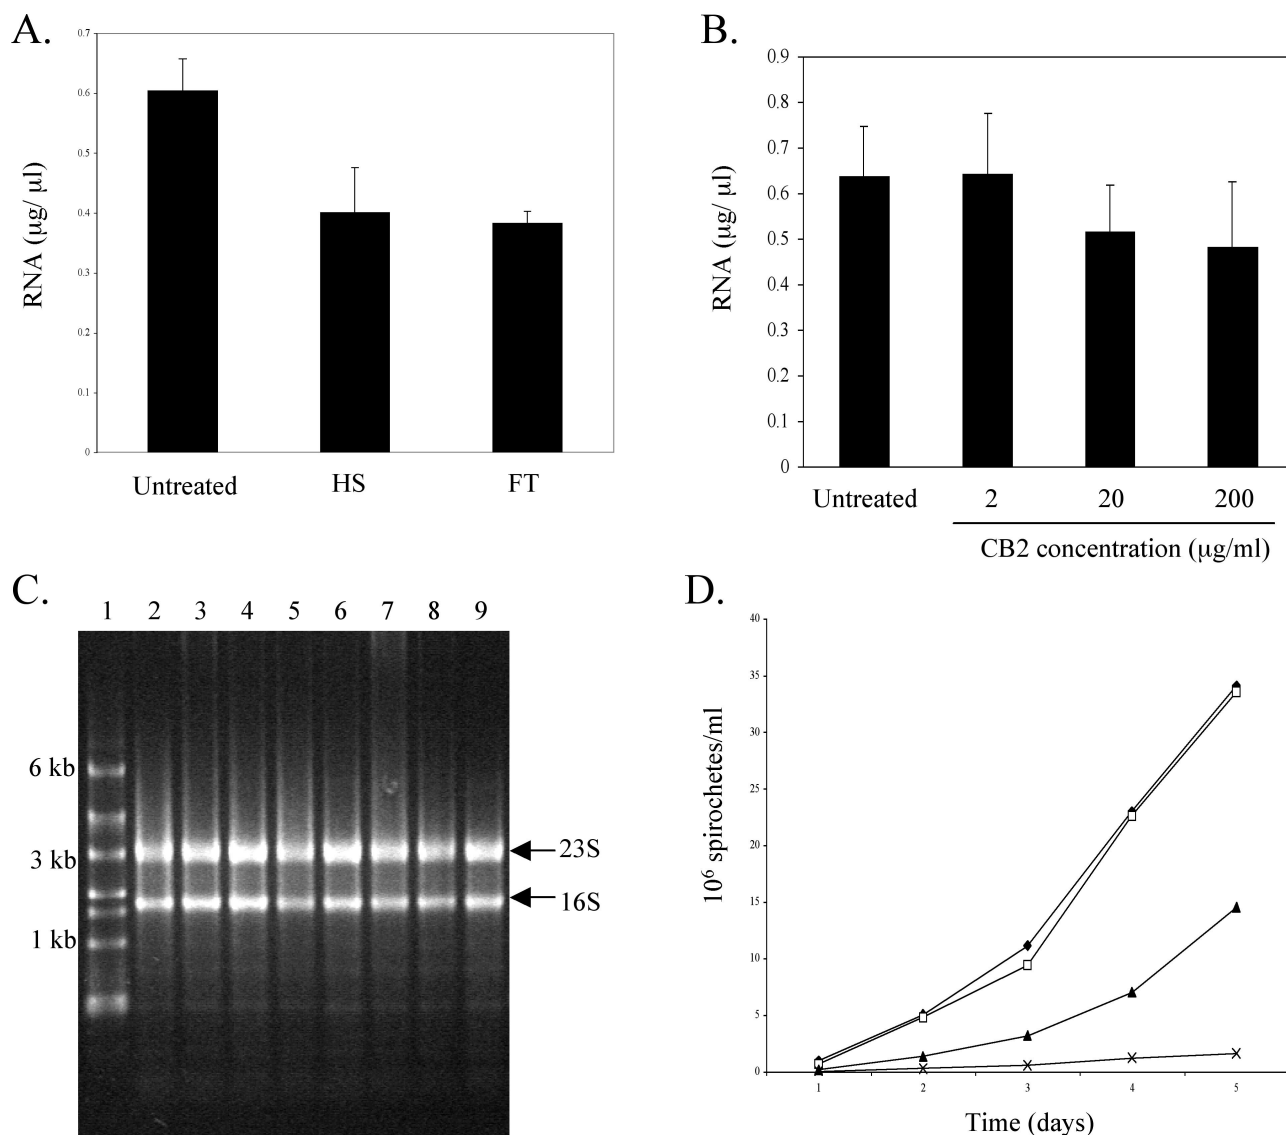 A.
0.7
0.6
0.5
0.4
0.3
0.2
0.1
0
RNA (μg/ μl)
Untreated HS FT
B.
0.9
0.8
0.7
0.6
0.5
0.4
0.3
0.2
0.1
0
RNA (μg/ μl)
Untreated 2 20 200
CB2 concentration (μg/ml)
C.
1 2 3 4 5 6 7 8 9
6 kb
3 kb
1 kb
23S
16S
D.
40
35
30
25
20
15
10
5
0
10⁶ spirochetes/ml
1 2 3 4 5
Time (days)